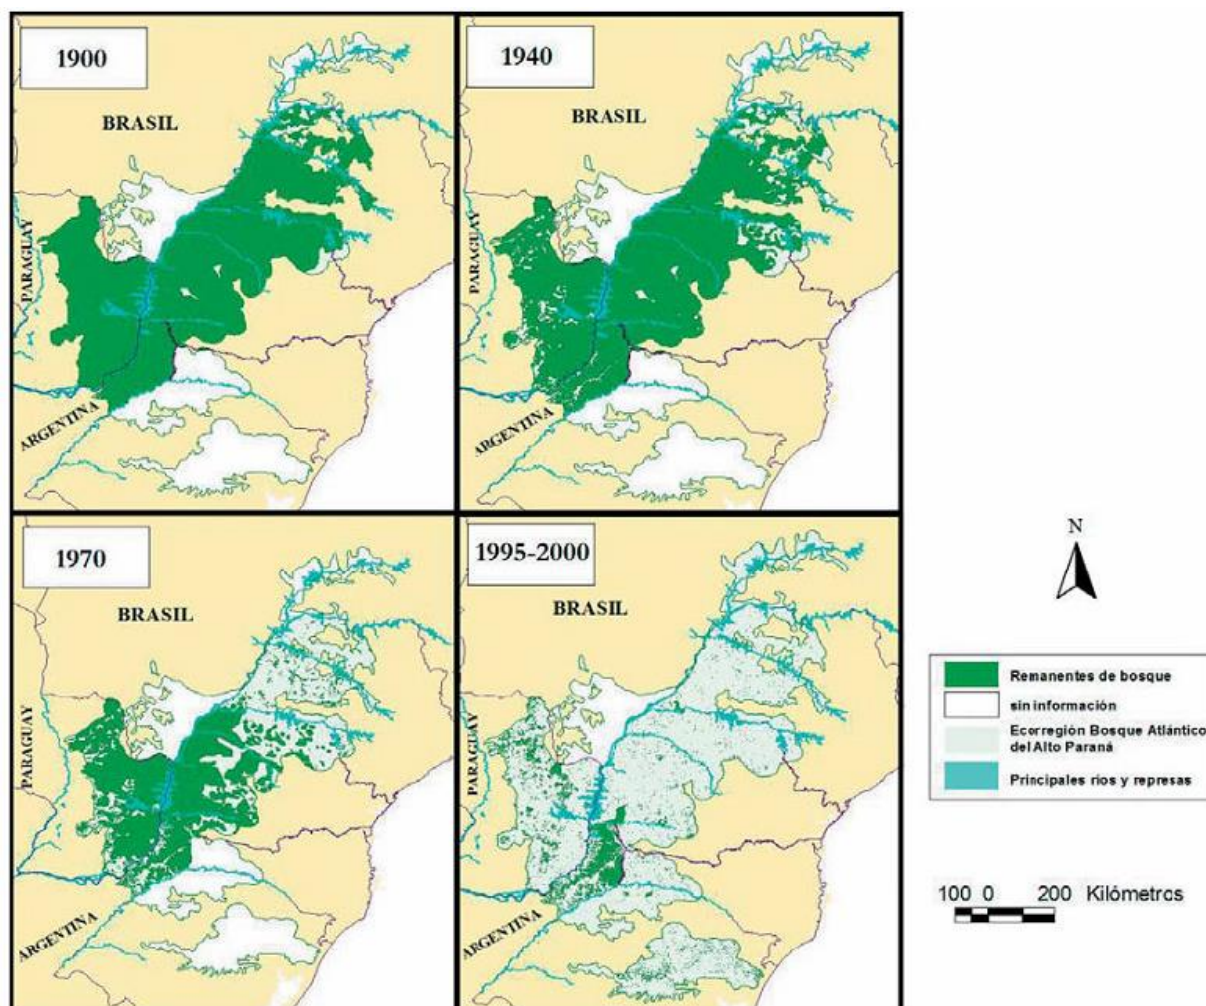 1900
BRASIL
PARAGUAY
ARGENTINA
1940
BRASIL
PARAGUAY
ARGENTINA
1970
BRASIL
PARAGUAY
ARGENTINA
1995-2000
BRASIL
PARAGUAY
ARGENTINA
N
Remanentes de bosque
sin información
Ecorregión Bosque Atlántico
del Alto Paraná
Principales rios y represas
100 0 200 Kilómetros